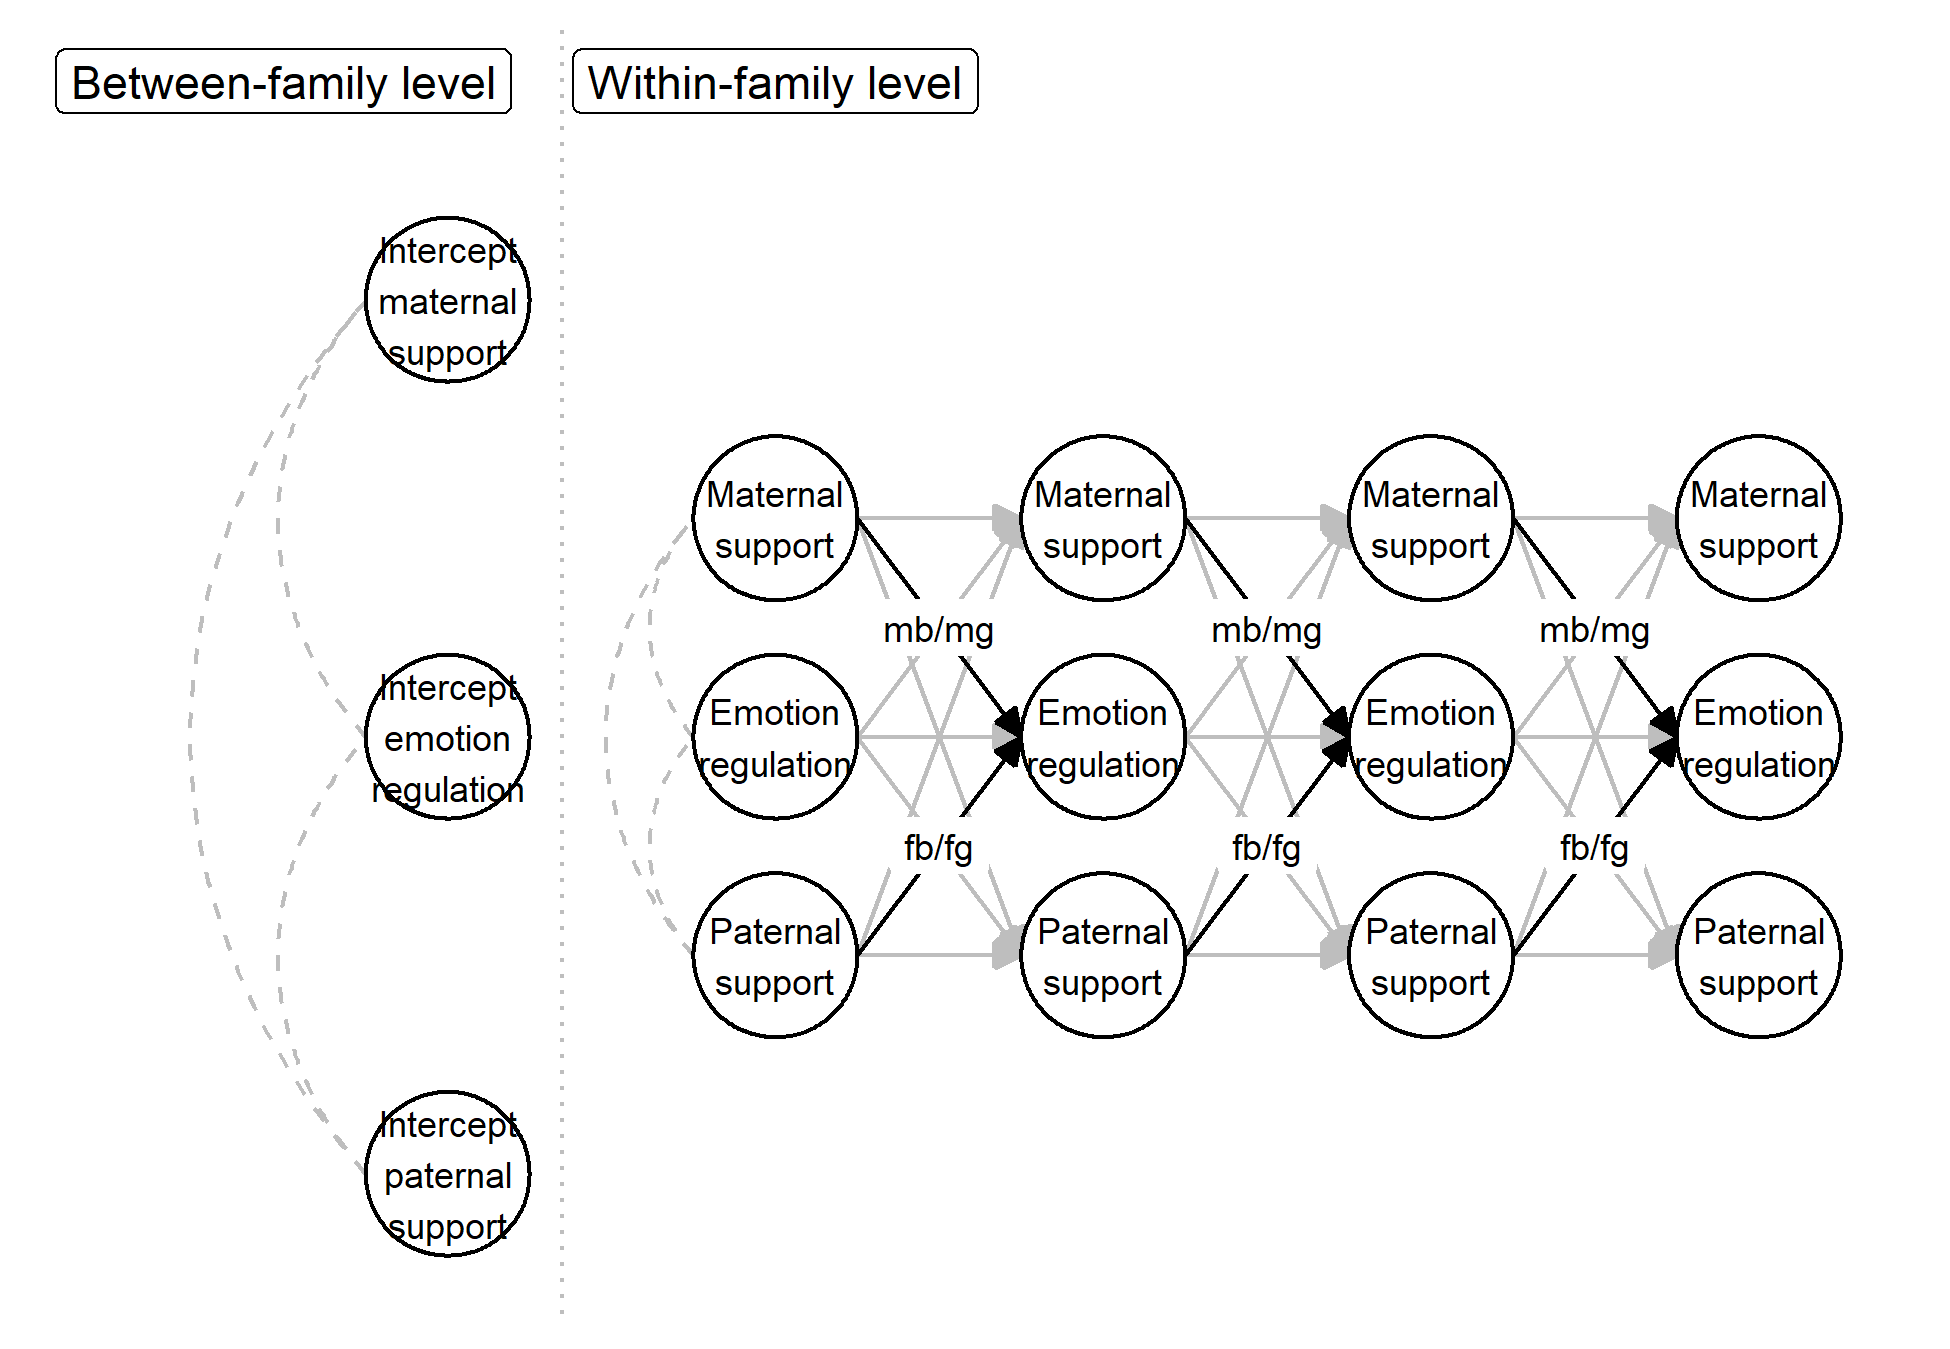 Between-family level
Within-family level
Intercept
maternal
support
Intercept
emotion
regulation
Intercept
paternal
support
Maternal
support
Maternal
support
Maternal
support
Maternal
support
mb/mg
mb/mg
mb/mg
Emotion
regulation
Emotion
regulation
Emotion
regulation
Emotion
regulation
fb/fg
fb/fg
fb/fg
Paternal
support
Paternal
support
Paternal
support
Paternal
support